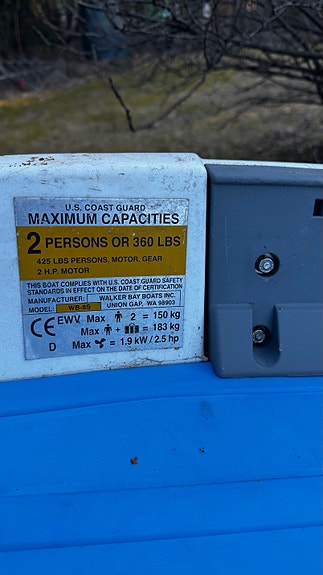 U.S. COAST GUARD
MAXIMUM CAPACITIES
2 PERSONS OR 360 LBS
425 LBS PERSONS, MOTOR, GEAR
2 H.P. MOTOR
THIS BOAT COMPLIES WITH U.S. COAST GUARD SAFETY
STANDARDS IN EFFECT ON THE DATE OF CERTIFICATION
MANUFACTURER: WALKER BAY BOATS INC.
MODEL: WB-8S UNION GAP, WA 98903
CE EWV Max 2 = 150 kg
Max + = 183 kg
D Max = 1.9 kW / 2.5 hp